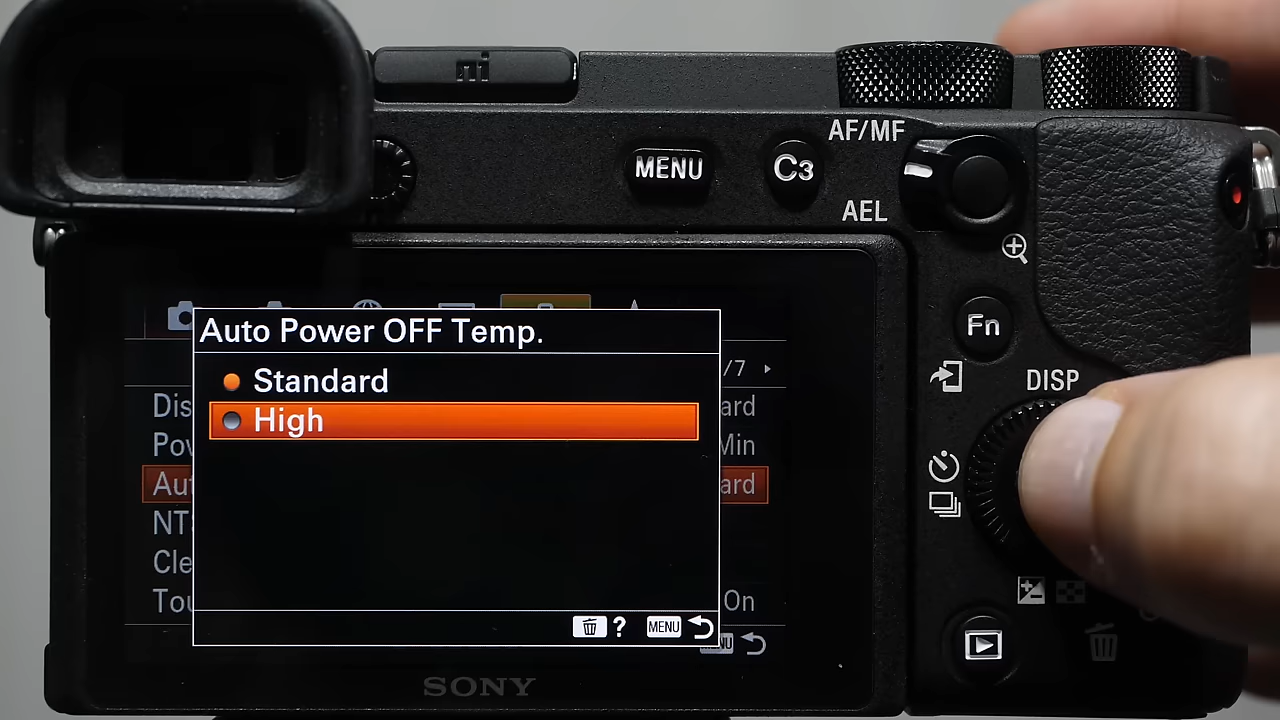 MENU
C3
AF/MF
AEL
Fn
DISP
Auto Power OFF Temp.
Standard
High
/7
ard
Min
ard
On
Dis
Pow
Aut
NT
Cle
Tou
? MENU
SONY